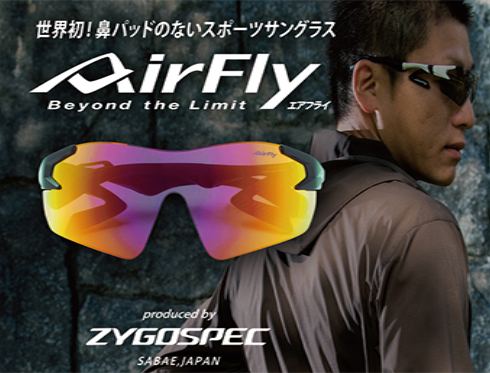 世界初！鼻パッドのないスポーツサングラス
AirFly
Beyond the Limit エアフライ
Airfly
produced by
ZYGOSPEC
SABAE,JAPAN